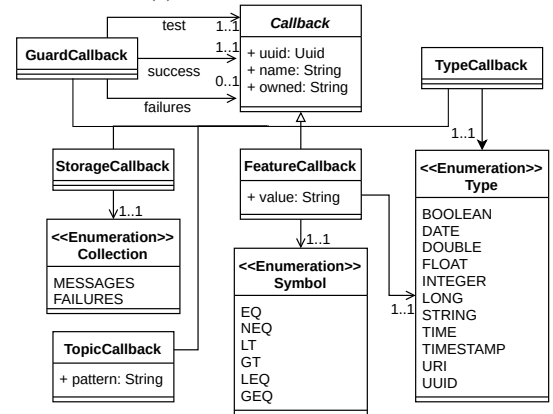 Callback
+ uuid: Uuid
+ name: String
+ owned: String
GuardCallback
test
1..1
success
1..1
failures
0..1
TypeCallback
1..1
StorageCallback
1..1
<<Enumeration>>
Collection
MESSAGES
FAILURES
FeatureCallback
+ value: String
1..1
1..1
<<Enumeration>>
Symbol
EQ
NEQ
LT
GT
LEQ
GEQ
<<Enumeration>>
Type
BOOLEAN
DATE
DOUBLE
FLOAT
INTEGER
LONG
STRING
TIME
TIMESTAMP
URI
UUID
TopicCallback
+ pattern: String